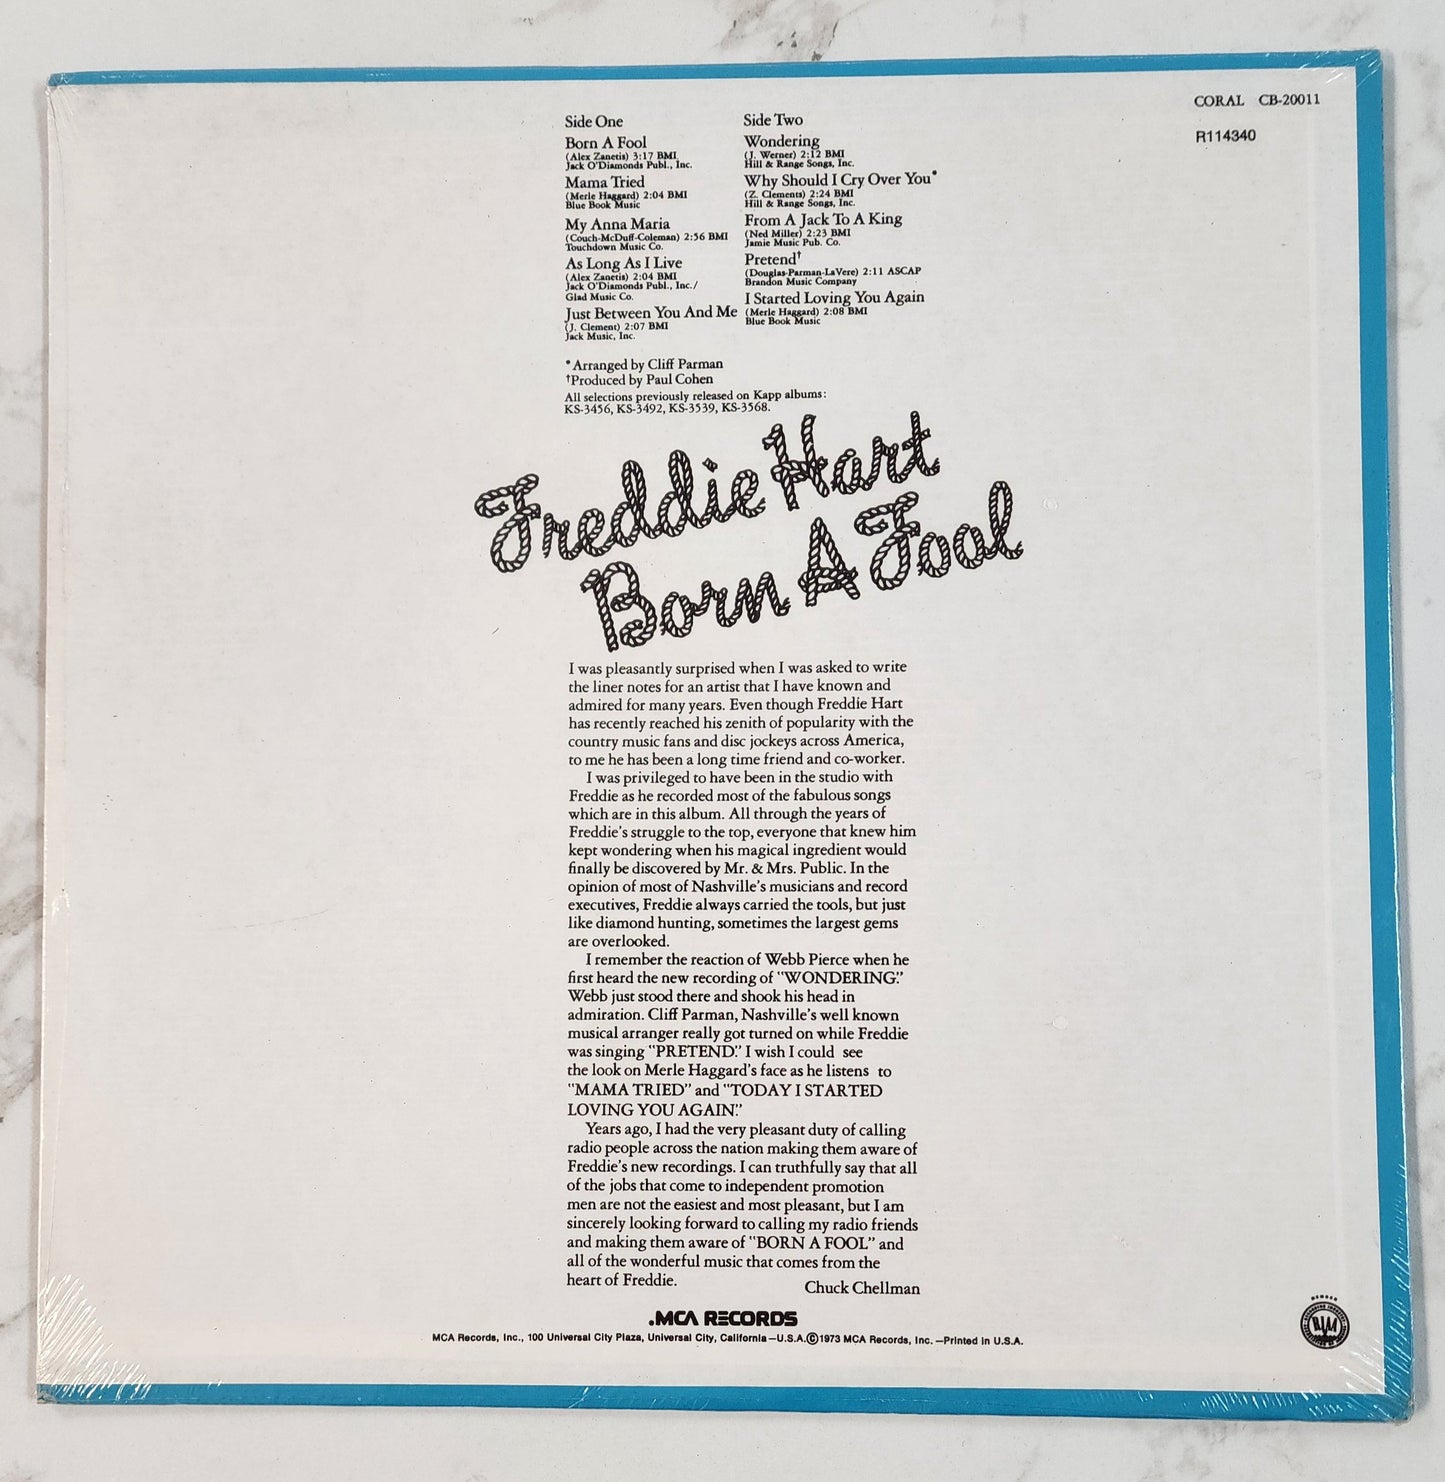 CORAL CB-20011
R114340
Side One
Born A Fool
(Alex Zanetis) 3:17 BMI
Jack O'Diamonds Publ., Inc.
Mama Tried
(Merle Haggard) 2:04 BMI
Blue Book Music
My Anna Maria
(Couch-McDuff-Coleman) 2:56 BMI
Touchdown Music Co.
As Long As I Live
(Alex Zanetis) 2:04 BMI
Jack O'Diamonds Publ., Inc./
Glad Music Co.
Just Between You And Me
(J. Clement) 2:07 BMI
Jack Music, Inc.
Side Two
Wondering
(J. Werner) 2:12 BMI
Hill & Range Songs, Inc.
Why Should I Cry Over You*
(Z. Clements) 2:24 BMI
Hill & Range Songs, Inc.
From A Jack To A King
(Ned Miller) 2:23 BMI
Jamie Music Pub. Co.
Pretend†
(Douglas-Parman-LaVere) 2:11 ASCAP
Brandon Music Company
I Started Loving You Again
(Merle Haggard) 2:08 BMI
Blue Book Music
*Arranged by Cliff Parman
†Produced by Paul Cohen
All selections previously released on Kapp albums:
KS-3456, KS-3492, KS-3539, KS-3568.
Freddie Hart
Born A Fool
I was pleasantly surprised when I was asked to write
the liner notes for an artist that I have known and
admired for many years. Even though Freddie Hart
has recently reached his zenith of popularity with the
country music fans and disc jockeys across America,
to me he has been a long time friend and co-worker.
I was privileged to have been in the studio with
Freddie as he recorded most of the fabulous songs
which are in this album. All through the years of
Freddie's struggle to the top, everyone that knew him
kept wondering when his magical ingredient would
finally be discovered by Mr. & Mrs. Public. In the
opinion of most of Nashville's musicians and record
executives, Freddie always carried the tools, but just
like diamond hunting, sometimes the largest gems
are overlooked.
I remember the reaction of Webb Pierce when he
first heard the new recording of "WONDERING."
Webb just stood there and shook his head in
admiration. Cliff Parman, Nashville's well known
musical arranger really got turned on while Freddie
was singing "PRETEND." I wish I could see
the look on Merle Haggard's face as he listens to
"MAMA TRIED" and "TODAY I STARTED
LOVING YOU AGAIN."
Years ago, I had the very pleasant duty of calling
radio people across the nation making them aware of
Freddie's new recordings. I can truthfully say that all
of the jobs that come to independent promotion
men are not the easiest and most pleasant, but I am
sincerely looking forward to calling my radio friends
and making them aware of "BORN A FOOL" and
all of the wonderful music that comes from the
heart of Freddie.
Chuck Chellman
.MCA RECORDS
MCA Records, Inc., 100 Universal City Plaza, Universal City, California—U.S.A.Ⓒ1973 MCA Records, Inc.—Printed in U.S.A.
MEMBER